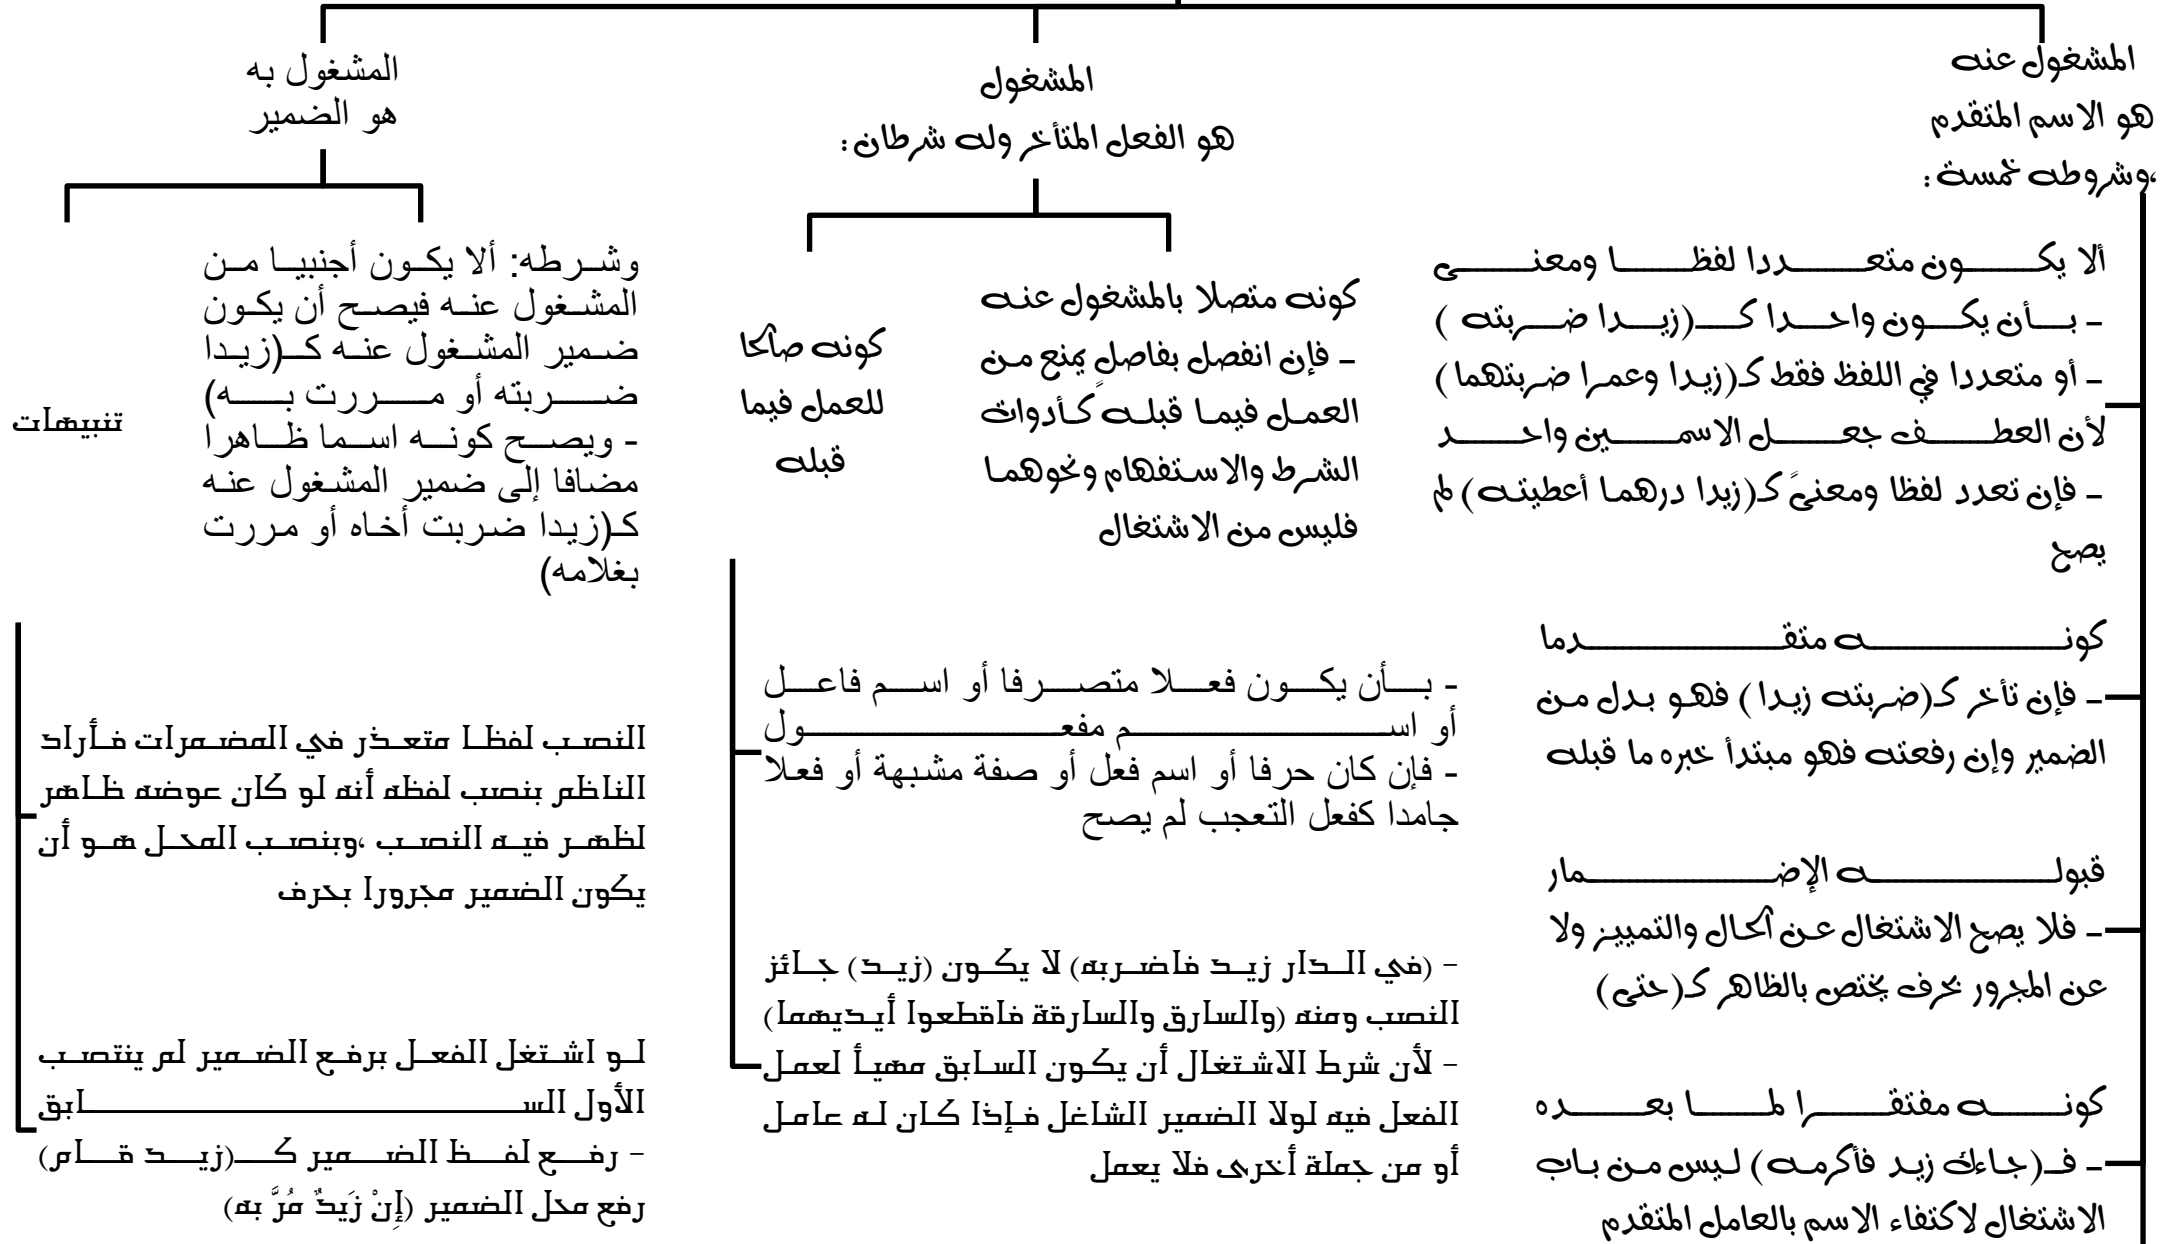 المشغول عنه
هو الاسم المتقدم
،وشروطه خمسة :
ألا يكون متعددا لفظا ومعنى
- بأن يكون واحدا كـ(زيدا ضربته )
- أو متعددا في اللفظ فقط كـ(زيدا وعمرا ضربتهما)
لأن العطف جعل الاسمين واحد
- فإن تعدد لفظا ومعنىً كـ(زيدا درهما أعطيته) لم
يصح
كونه متقدما
- فإن تأخر كـ(ضربته زيدا) فهو بدل من
الضمير وإن رفعته فهو مبتدأ خبره ما قبله
قبوله الإضمار
- فلا يصح الاشتغال عن الحال والتمييز ولا
عن المجرور بحرف يختص بالظاهر كـ(حتى)
كونه مفتقرا لما بعده
- فـ(جاءك زيد فأكرمه) ليس من باب
الاشتغال لاكتفاء الاسم بالعامل المتقدم
المشغول
هو الفعل المتأخر وله شرطان :
كونه متصلا بالمشغول عنه
- فإن انفصل بفاصلٍ يمنع من
العمل فيما قبله كأدوات
الشرط والاستفهام ونحوهما
فليس من الاشتغال
كونه صالحا
للعمل فيما
قبله
- بأن يكون فعلا متصرفا أو اسم فاعل
أو اسم مفعول
- فإن كان حرفا أو اسم فعل أو صفة مشبهة أو فعلا
جامدا كفعل التعجب لم يصح
- (في الدار زيد فاضربه) لا يكون (زيد) جائز
النصب ومنه (والسارق والسارقة فاقطعوا أيديهما)
- لأن شرط الاشتغال أن يكون السابق مهيأ لعمل
الفعل فيه لولا الضمير الشاغل فإذا كان له عامل
أو من جملة أخرى فلا يعمل
المشغول به
هو الضمير
وشرطه: ألا يكون أجنبيا من
المشغول عنه فيصح أن يكون
ضمير المشغول عنه كـ(زيدا
ضربته أو مررت به)
- ويصح كونه اسما ظاهرا
مضافا إلى ضمير المشغول عنه
كـ(زيدا ضربت أخاه أو مررت
بغلامه)
تنبيهات
النصب لفظا متعذر في المضمرات فأراد
الناظم بنصب لفظه أنه لو كان عوضه ظاهر
لظهر فيه النصب ،وبنصب المحل هو أن
يكون الضمير مجرورا بحرف
لو اشتغل الفعل برفع الضمير لم ينتصب
الأول السابق
- رفع لفظ الضمير كـ(زيد قام)
رفع محل الضمير (إِنْ زَيدٌ مُرَّ به)